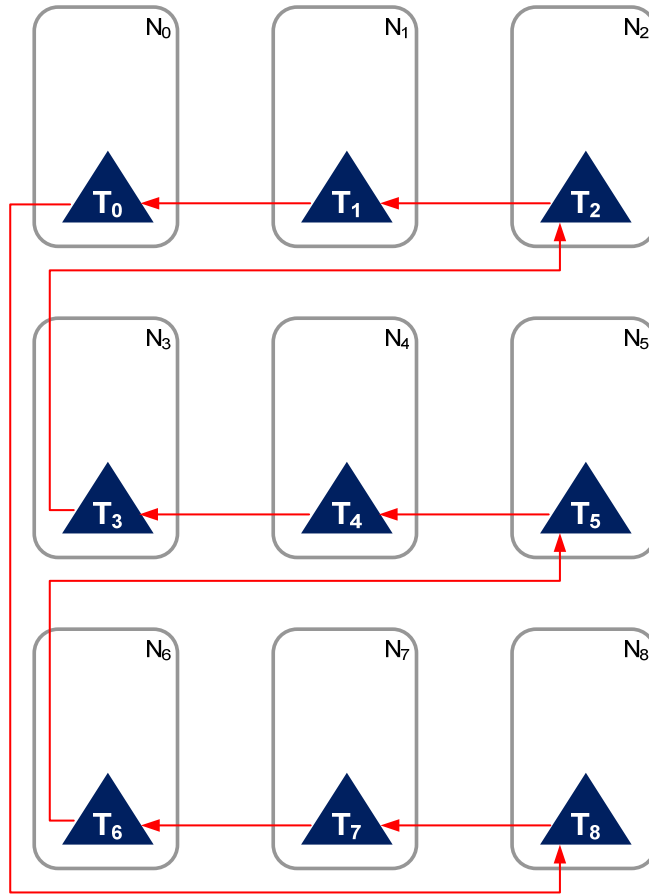 N₀ N₁ N₂
T₀ T₁ T₂
N₃ N₄ N₅
T₃ T₄ T₅
N₆ N₇ N₈
T₆ T₇ T₈